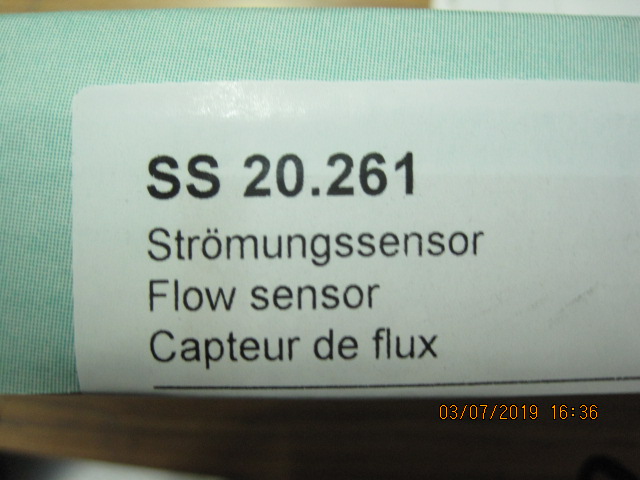 SS 20.261
Strömungssensor
Flow sensor
Capteur de flux
03/07/2019 16:36